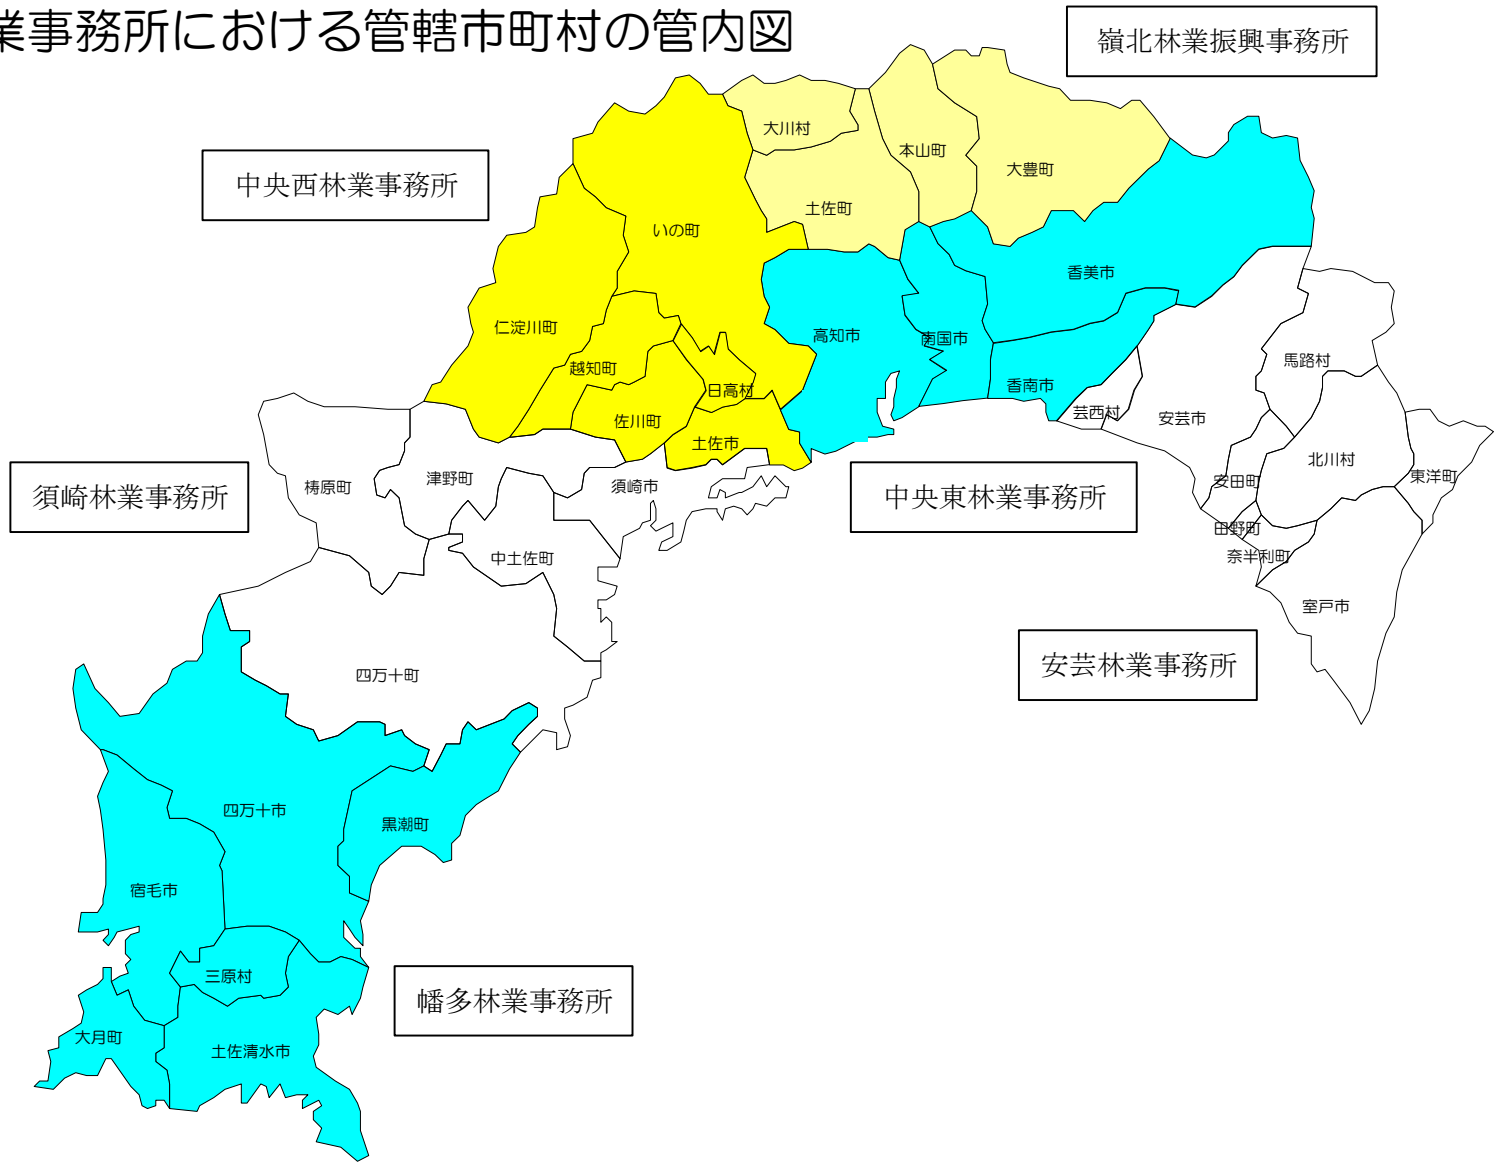 業事務所における管轄市町村の管内図
嶺北林業振興事務所
中央西林業事務所
大川村
本山町
大豊町
土佐町
いの町
香美市
仁淀川町
高知市
南国市
馬路村
越知町
日高村
香南市
芸西村
安芸市
佐川町
土佐市
北川村
東洋町
安田町
須崎林業事務所
梼原町
津野町
須崎市
中央東林業事務所
田野町
奈半利町
中土佐町
室戸市
安芸林業事務所
四万十町
四万十市
黒潮町
宿毛市
三原村
幡多林業事務所
大月町
土佐清水市